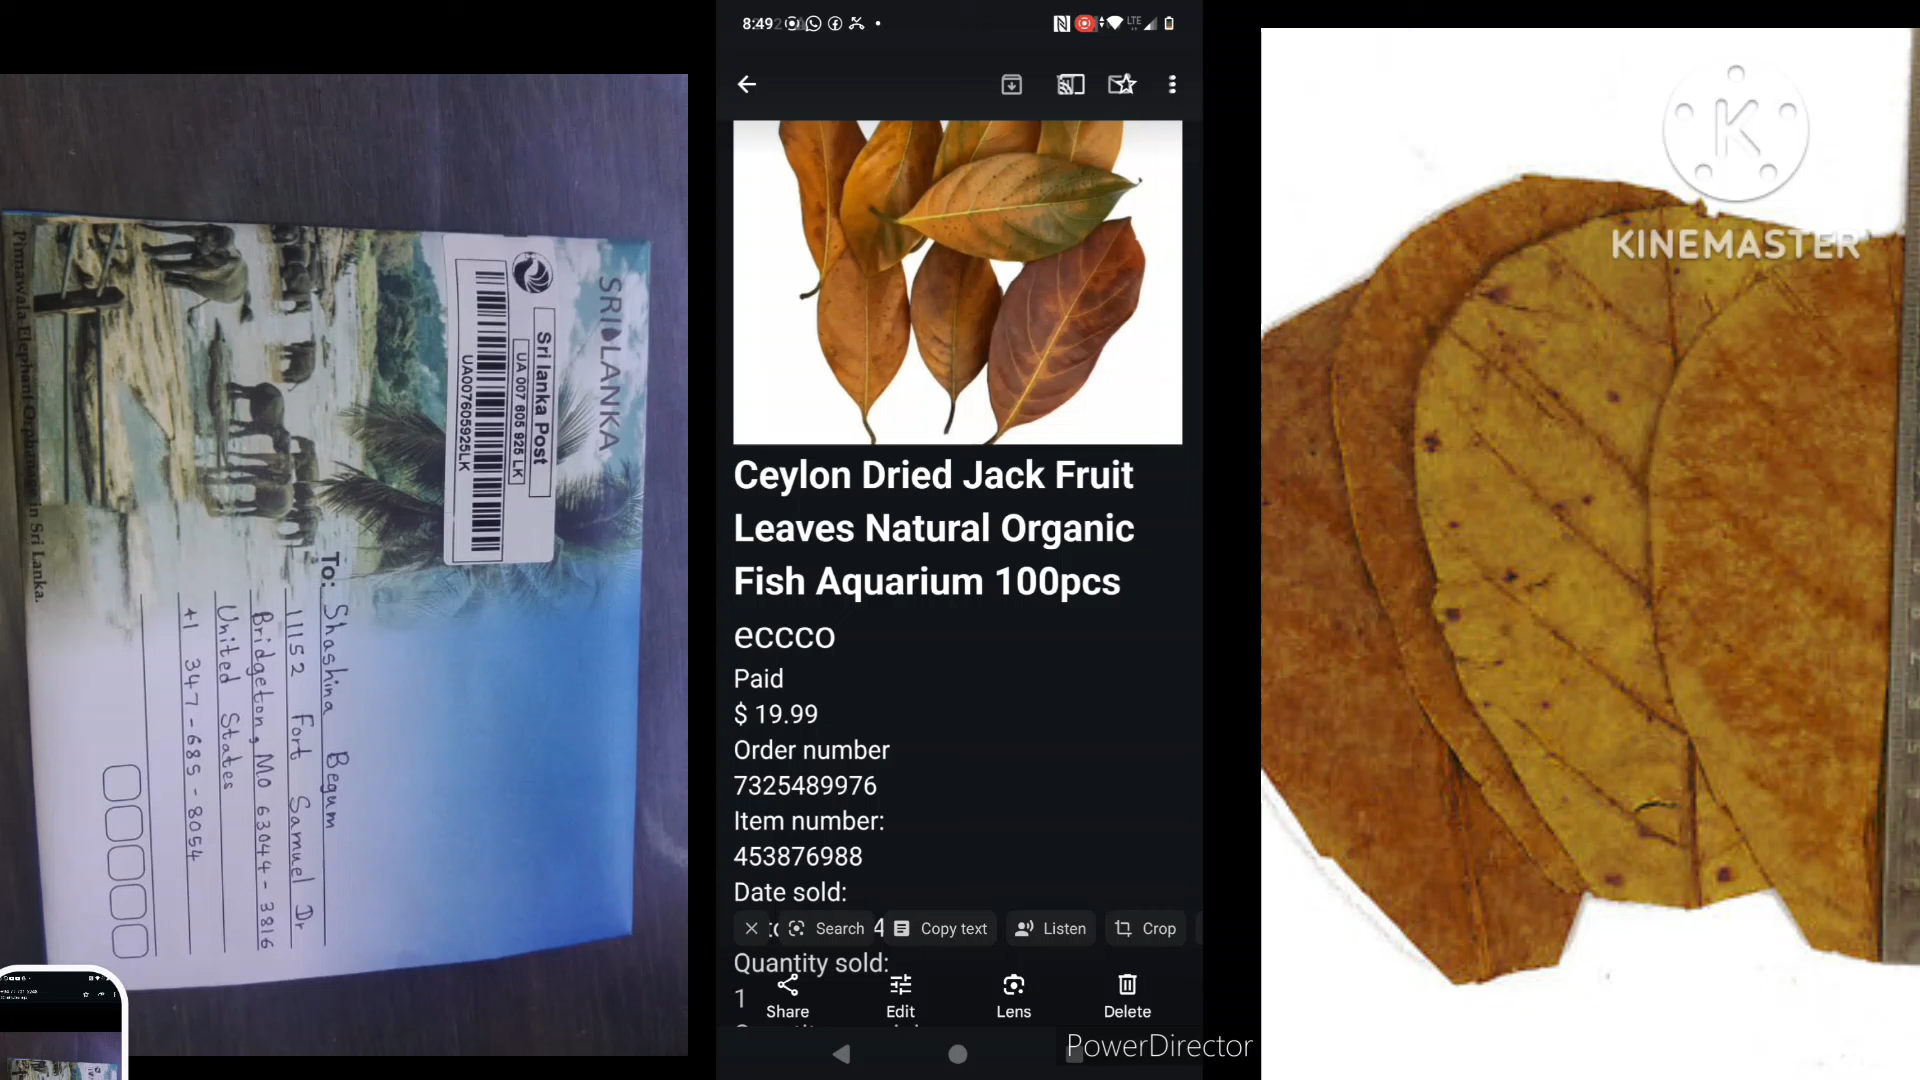 SRI LANKA
Sri lanka Post
UA 007 605 925 LK
UA007605925LK
To: Shashina Begum
11152 Fort Samuel Dr
Bridgeton, MO 63044-3816
United States
+1 347-685-8054
Pinnawala Elephant Orphanage in Sri Lanka.
8:49
LTE
Ceylon Dried Jack Fruit
Leaves Natural Organic
Fish Aquarium 100pcs
eccco
Paid
$ 19.99
Order number
7325489976
Item number:
453876988
Date sold:
Search
Copy text
Listen
Crop
Quantity sold:
1
Share
Edit
Lens
Delete
PowerDirector
K
KINEMASTER